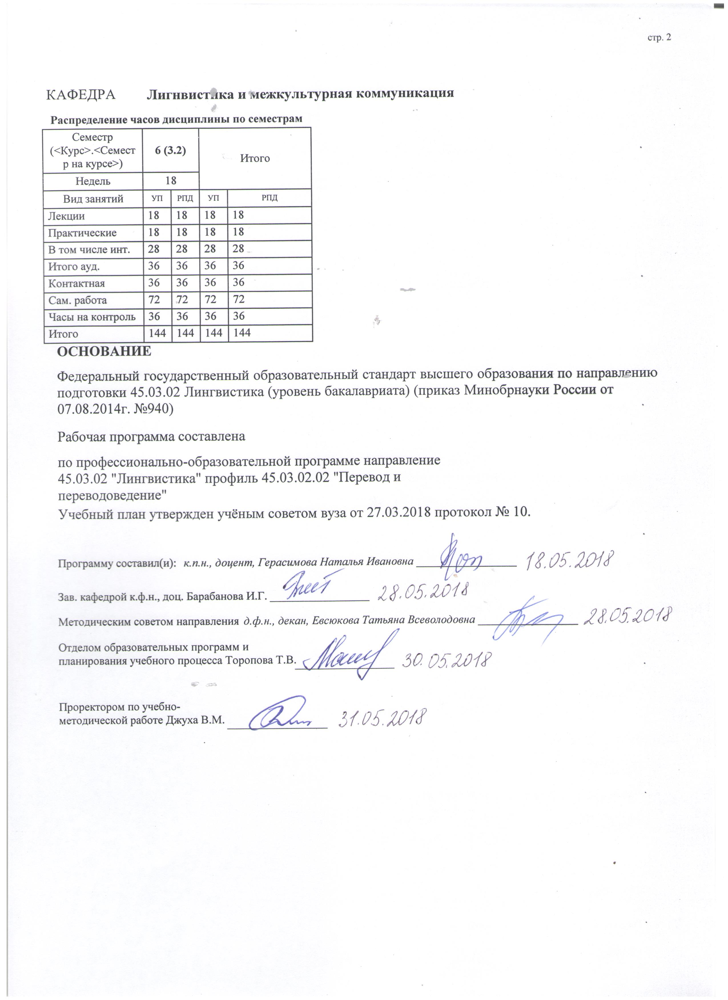 стр. 2
КАФЕДРА Лигнвистика и межкультурная коммуникация
Распределение часов дисциплины по семестрам
Семестр
(<Курс>.<Семест
р на курсе>)
6 (3.2)
Итого
Недель 18
Вид занятий УП РПД УП РПД
Лекции 18 18 18 18
Практические 18 18 18 18
В том числе инт. 28 28 28 28
Итого ауд. 36 36 36 36
Контактная 36 36 36 36
Сам. работа 72 72 72 72
Часы на контроль 36 36 36 36
Итого 144 144 144 144
ОСНОВАНИЕ
Федеральный государственный образовательный стандарт высшего образования по направлению
подготовки 45.03.02 Лингвистика (уровень бакалавриата) (приказ Минобрнауки России от
07.08.2014г. №940)
Рабочая программа составлена
по профессионально-образовательной программе направление
45.03.02 "Лингвистика" профиль 45.03.02.02 "Перевод и
переводоведение"
Учебный план утвержден учёным советом вуза от 27.03.2018 протокол № 10.
Программу составил(и): к.п.н., доцент, Герасимова Наталья Ивановна 18.05.2018
Зав. кафедрой к.ф.н., доц. Барабанова И.Г. 28.05.2018
Методическим советом направления д.ф.н., декан, Евсюкова Татьяна Всеволодовна 28.05.2018
Отделом образовательных программ и
планирования учебного процесса Торопова Т.В. 30.05.2018
Проректором по учебно-
методической работе Джуха В.М. 31.05.2018